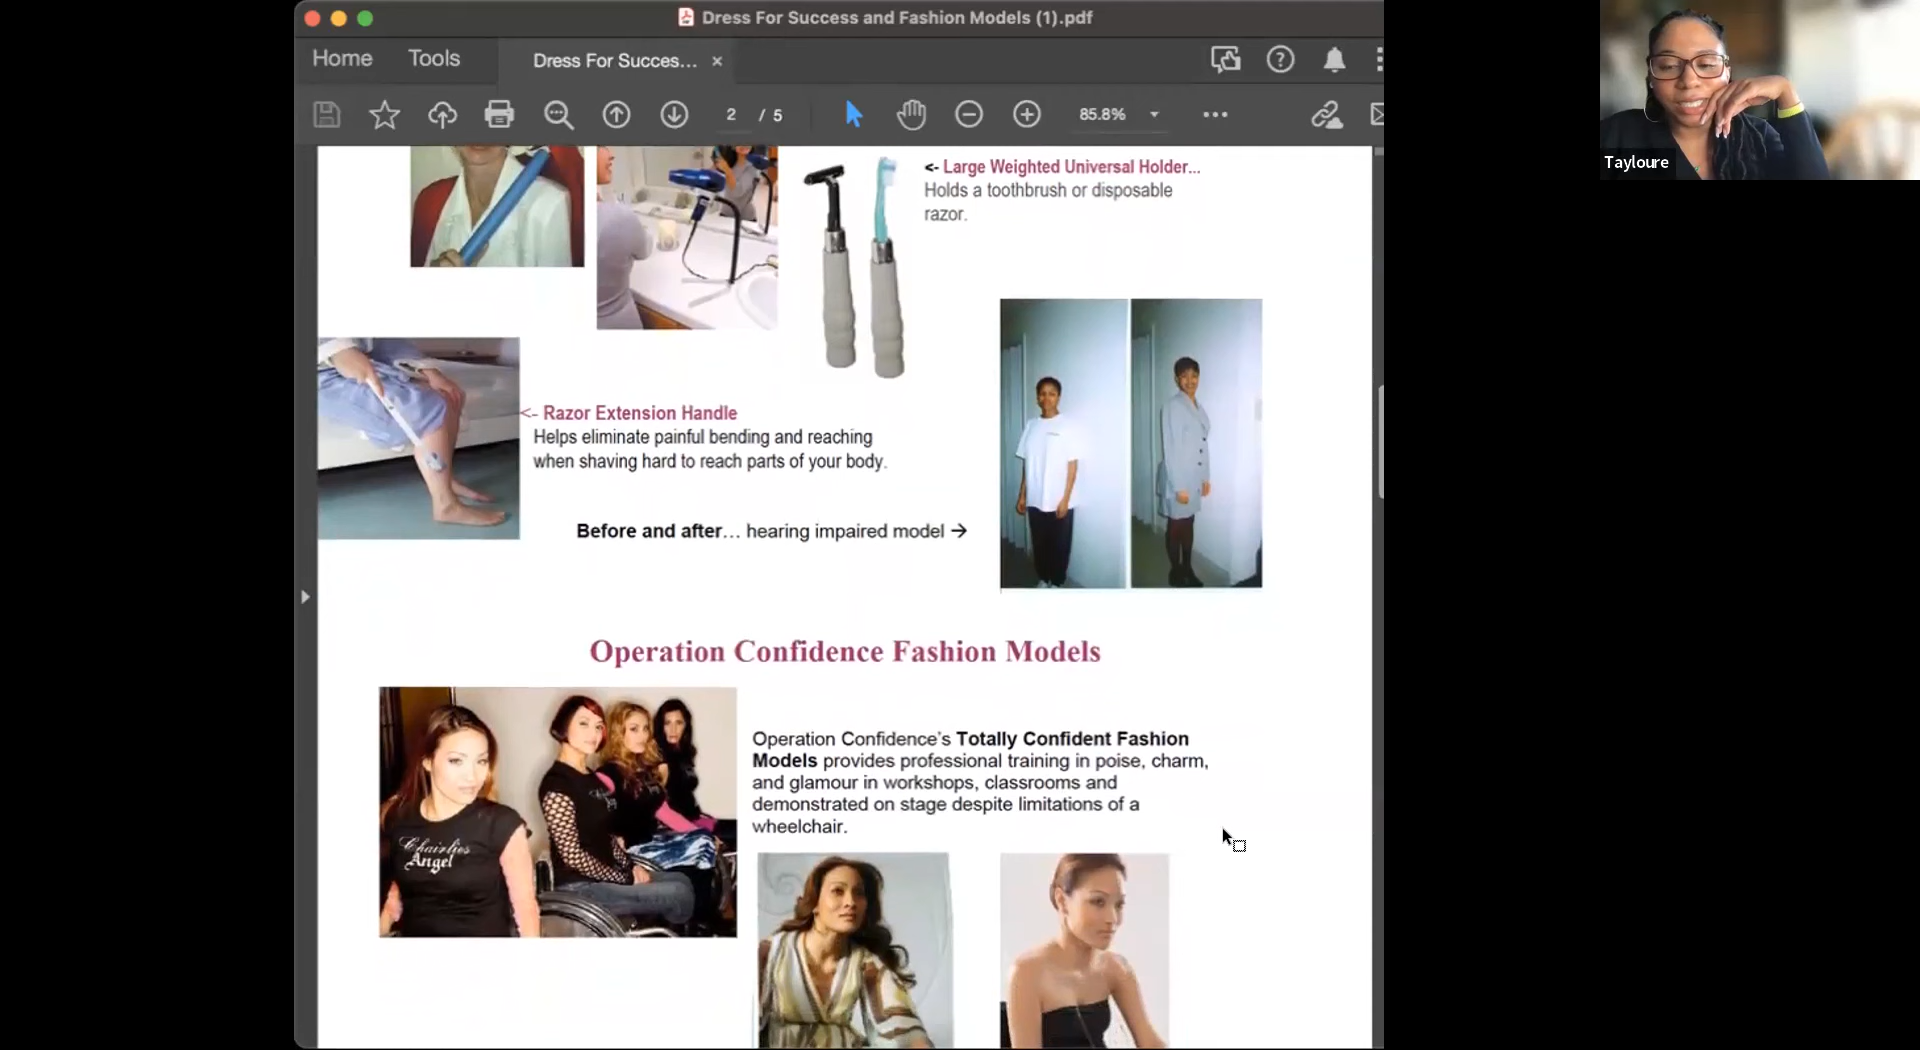 Dress For Success and Fashion Models (1).pdf
Home
Tools
Dress For Succes...
2 / 5
85.8%
Tayloure
<- Large Weighted Universal Holder...
Holds a toothbrush or disposable
razor.
<- Razor Extension Handle
Helps eliminate painful bending and reaching
when shaving hard to reach parts of your body.
Before and after… hearing impaired model →
Operation Confidence Fashion Models
Chairlies
Angel
Operation Confidence’s Totally Confident Fashion
Models provides professional training in poise, charm,
and glamour in workshops, classrooms and
demonstrated on stage despite limitations of a
wheelchair.